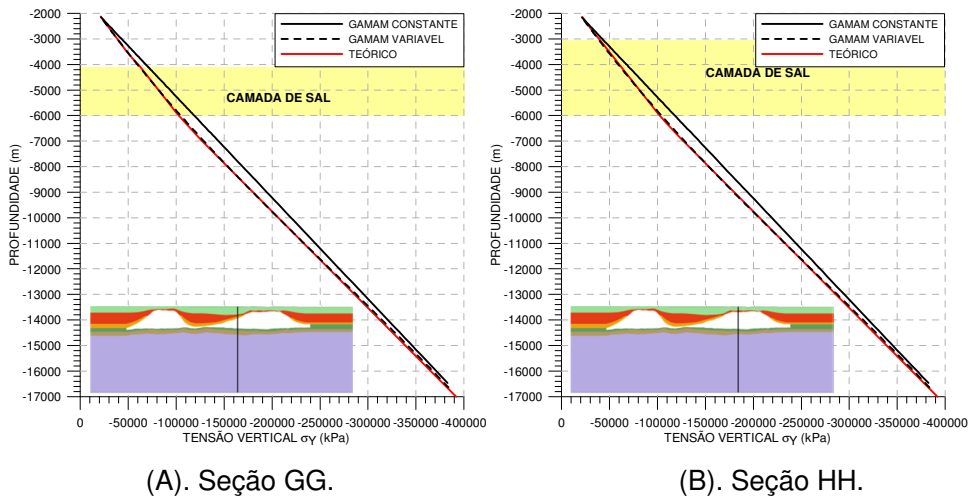 -2000
-3000
-4000
-5000
-6000
-7000
-8000
-9000
-10000
-11000
-12000
-13000
-14000
-15000
-16000
-17000
PROFUNDIDADE (m)
GAMAM CONSTANTE
GAMAM VARIAVEL
TEÓRICO
CAMADA DE SAL
0 -50000 -100000 -150000 -200000 -250000 -300000 -350000 -400000
TENSÃO VERTICAL σY (kPa)
(A). Seção GG.
-2000
-3000
-4000
-5000
-6000
-7000
-8000
-9000
-10000
-11000
-12000
-13000
-14000
-15000
-16000
-17000
PROFUNDIDADE (m)
GAMAM CONSTANTE
GAMAM VARIAVEL
TEÓRICO
CAMADA DE SAL
0 -50000 -100000 -150000 -200000 -250000 -300000 -350000 -400000
TENSÃO VERTICAL σY (kPa)
(B). Seção HH.